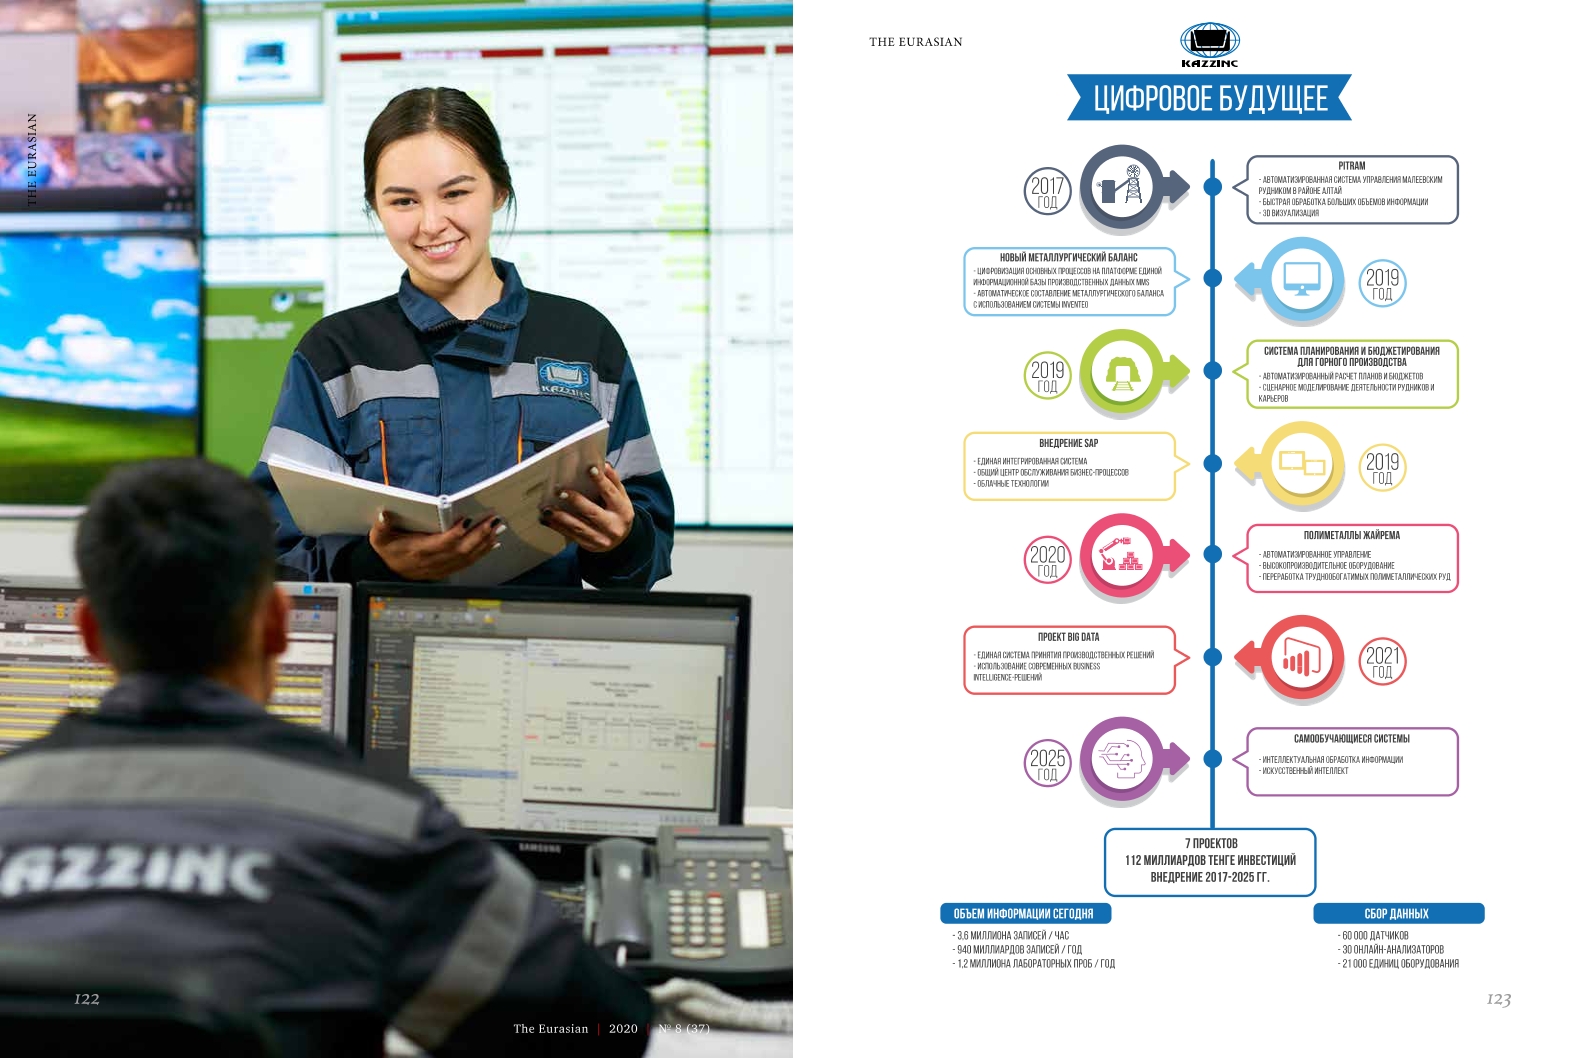 THE EURASIAN
KAZZINC
KAZZINC
SAMSUNG
122
The Eurasian | 2020 | № 8 (37)
THE EURASIAN
KAZZINC
ЦИФРОВОЕ БУДУЩЕЕ
2017
ГОД
PITRAM
- АВТОМАТИЗИРОВАННАЯ СИСТЕМА УПРАВЛЕНИЯ МАЛЕЕВСКИМ
РУДНИКОМ В РАЙОНЕ АЛТАЙ
- БЫСТРАЯ ОБРАБОТКА БОЛЬШИХ ОБЪЕМОВ ИНФОРМАЦИИ
- 3D ВИЗУАЛИЗАЦИЯ
НОВЫЙ МЕТАЛЛУРГИЧЕСКИЙ БАЛАНС
- ЦИФРОВИЗАЦИЯ ОСНОВНЫХ ПРОЦЕССОВ НА ПЛАТФОРМЕ ЕДИНОЙ
ИНФОРМАЦИОННОЙ БАЗЫ ПРОИЗВОДСТВЕННЫХ ДАННЫХ MMS
- АВТОМАТИЧЕСКОЕ СОСТАВЛЕНИЕ МЕТАЛЛУРГИЧЕСКОГО БАЛАНСА
С ИСПОЛЬЗОВАНИЕМ СИСТЕМЫ INVENTEO
2019
ГОД
2019
ГОД
СИСТЕМА ПЛАНИРОВАНИЯ И БЮДЖЕТИРОВАНИЯ
ДЛЯ ГОРНОГО ПРОИЗВОДСТВА
- АВТОМАТИЗИРОВАННЫЙ РАСЧЕТ ПЛАНОВ И БЮДЖЕТОВ
- СЦЕНАРНОЕ МОДЕЛИРОВАНИЕ ДЕЯТЕЛЬНОСТИ РУДНИКОВ И
КАРЬЕРОВ
ВНЕДРЕНИЕ SAP
- ЕДИНАЯ ИНТЕГРИРОВАННАЯ СИСТЕМА
- ОБЩИЙ ЦЕНТР ОБСЛУЖИВАНИЯ БИЗНЕС-ПРОЦЕССОВ
- ОБЛАЧНЫЕ ТЕХНОЛОГИИ
2019
ГОД
2020
ГОД
ПОЛИМЕТАЛЛЫ ЖАЙРЕМА
- АВТОМАТИЗИРОВАННОЕ УПРАВЛЕНИЕ
- ВЫСОКОПРОИЗВОДИТЕЛЬНОЕ ОБОРУДОВАНИЕ
- ПЕРЕРАБОТКА ТРУДНООБОГАТИМЫХ ПОЛИМЕТАЛЛИЧЕСКИХ РУД
ПРОЕКТ BIG DATA
- ЕДИНАЯ СИСТЕМА ПРИНЯТИЯ ПРОИЗВОДСТВЕННЫХ РЕШЕНИЙ
- ИСПОЛЬЗОВАНИЕ СОВРЕМЕННЫХ BUSINESS
INTELLIGENCE-РЕШЕНИЙ
2021
ГОД
2025
ГОД
САМООБУЧАЮЩИЕСЯ СИСТЕМЫ
- ИНТЕЛЛЕКТУАЛЬНАЯ ОБРАБОТКА ИНФОРМАЦИИ
- ИСКУССТВЕННЫЙ ИНТЕЛЛЕКТ
7 ПРОЕКТОВ
112 МИЛЛИАРДОВ ТЕНГЕ ИНВЕСТИЦИЙ
ВНЕДРЕНИЕ 2017-2025 ГГ.
ОБЪЕМ ИНФОРМАЦИИ СЕГОДНЯ
- 3,6 МИЛЛИОНА ЗАПИСЕЙ / ЧАС
- 940 МИЛЛИАРДОВ ЗАПИСЕЙ / ГОД
- 1,2 МИЛЛИОНА ЛАБОРАТОРНЫХ ПРОБ / ГОД
СБОР ДАННЫХ
- 60 000 ДАТЧИКОВ
- 30 ОНЛАЙН-АНАЛИЗАТОРОВ
- 21 000 ЕДИНИЦ ОБОРУДОВАНИЯ
123